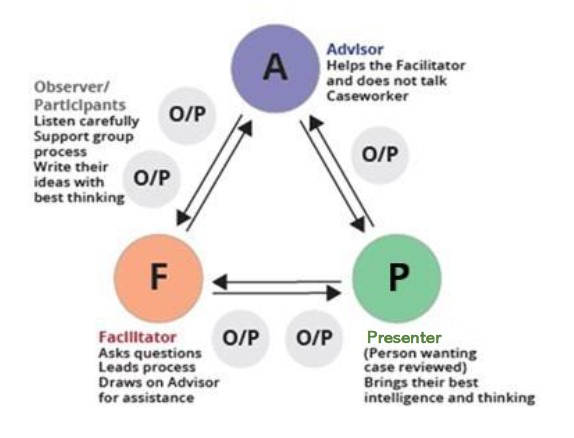 A
Advisor
Helps the Facilitator
and does not talk
Caseworker
Observer/
Participants
Listen carefully
Support group
process
Write their
ideas with
best thinking
O/P
O/P
O/P
F
P
Facilitator
Asks questions
Leads process
Draws on Advisor
for assistance
O/P
O/P
Presenter
(Person wanting
case reviewed)
Brings their best
intelligence and thinking